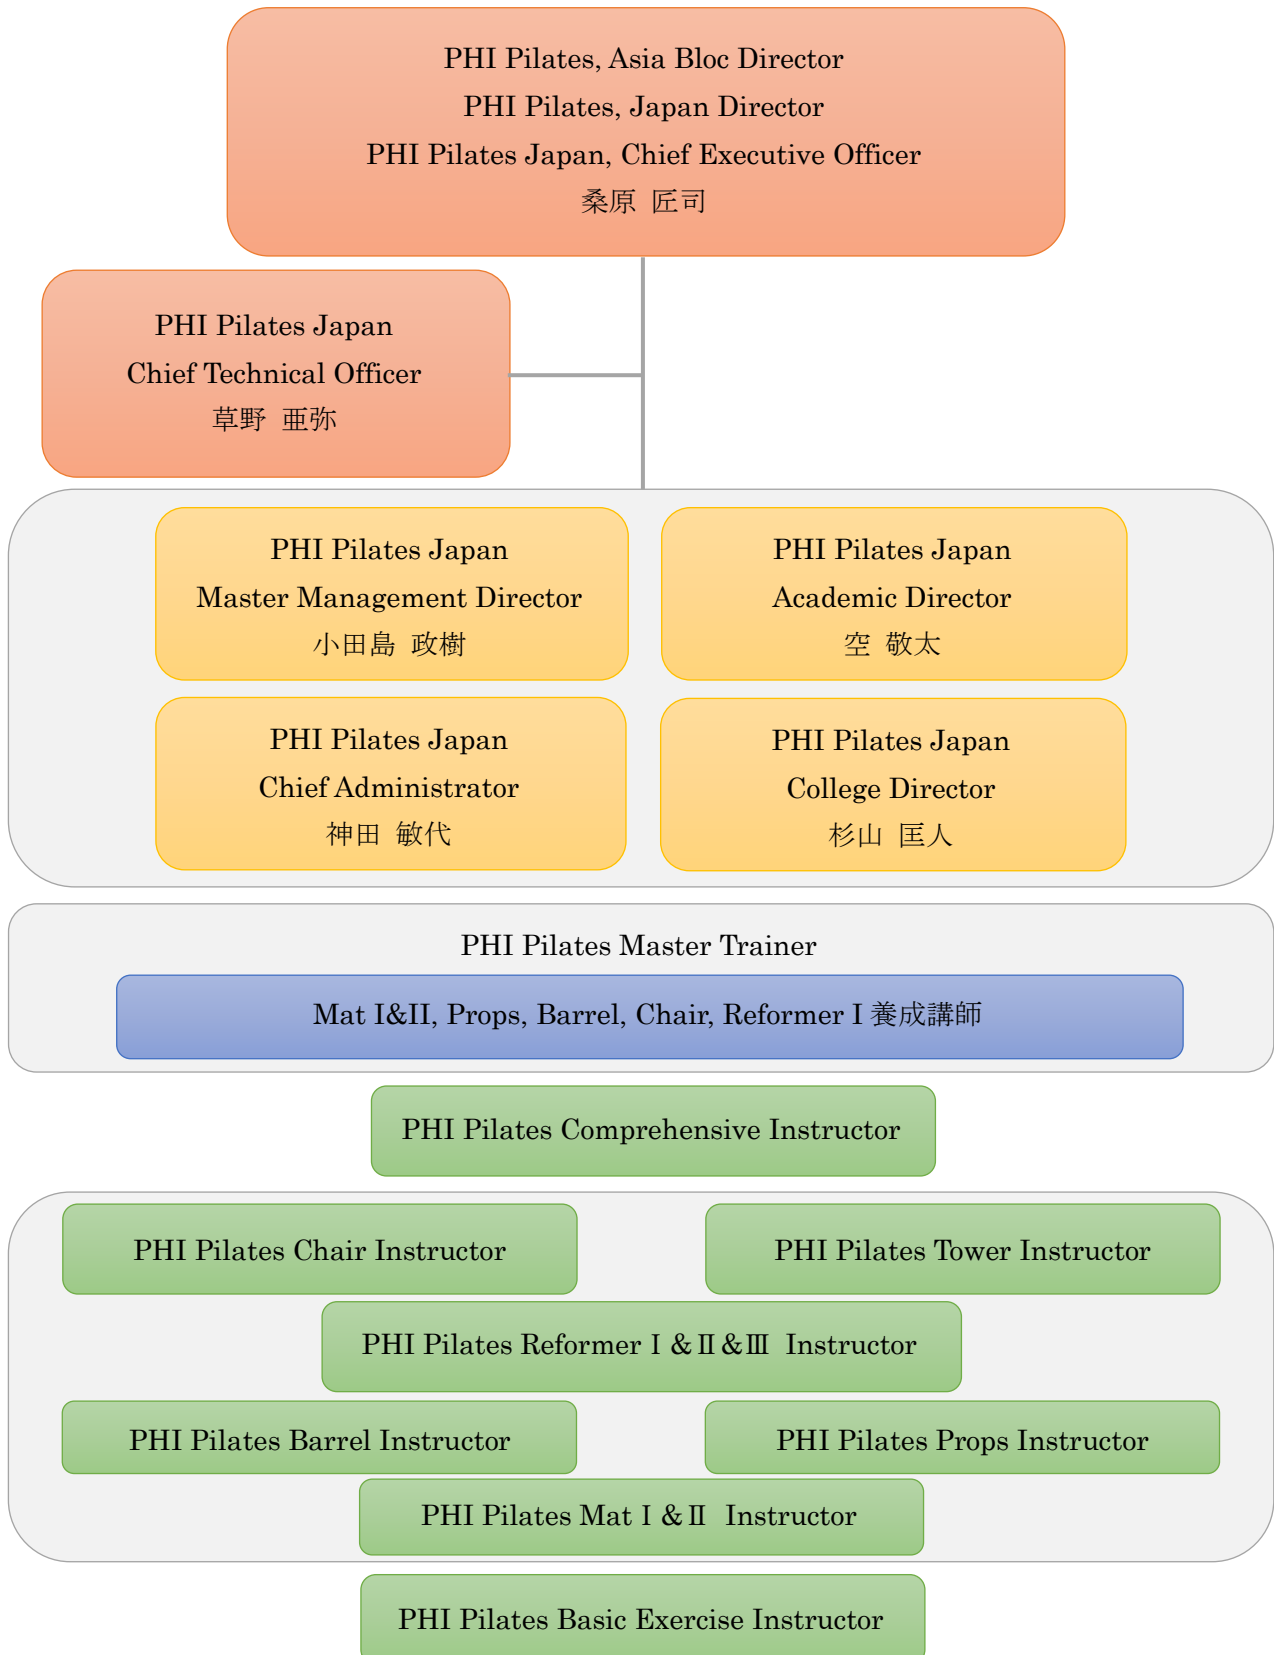 PHI Pilates, Asia Bloc Director
PHI Pilates, Japan Director
PHI Pilates Japan, Chief Executive Officer
桑原 匠司
PHI Pilates Japan
Chief Technical Officer
草野 亜弥
PHI Pilates Japan
Master Management Director
小田島 政樹
PHI Pilates Japan
Academic Director
空 敬太
PHI Pilates Japan
Chief Administrator
神田 敏代
PHI Pilates Japan
College Director
杉山 匡人
PHI Pilates Master Trainer
Mat I&II, Props, Barrel, Chair, Reformer I 養成講師
PHI Pilates Comprehensive Instructor
PHI Pilates Chair Instructor
PHI Pilates Tower Instructor
PHI Pilates Reformer Ⅰ&Ⅱ&Ⅲ Instructor
PHI Pilates Barrel Instructor
PHI Pilates Props Instructor
PHI Pilates Mat Ⅰ&Ⅱ Instructor
PHI Pilates Basic Exercise Instructor